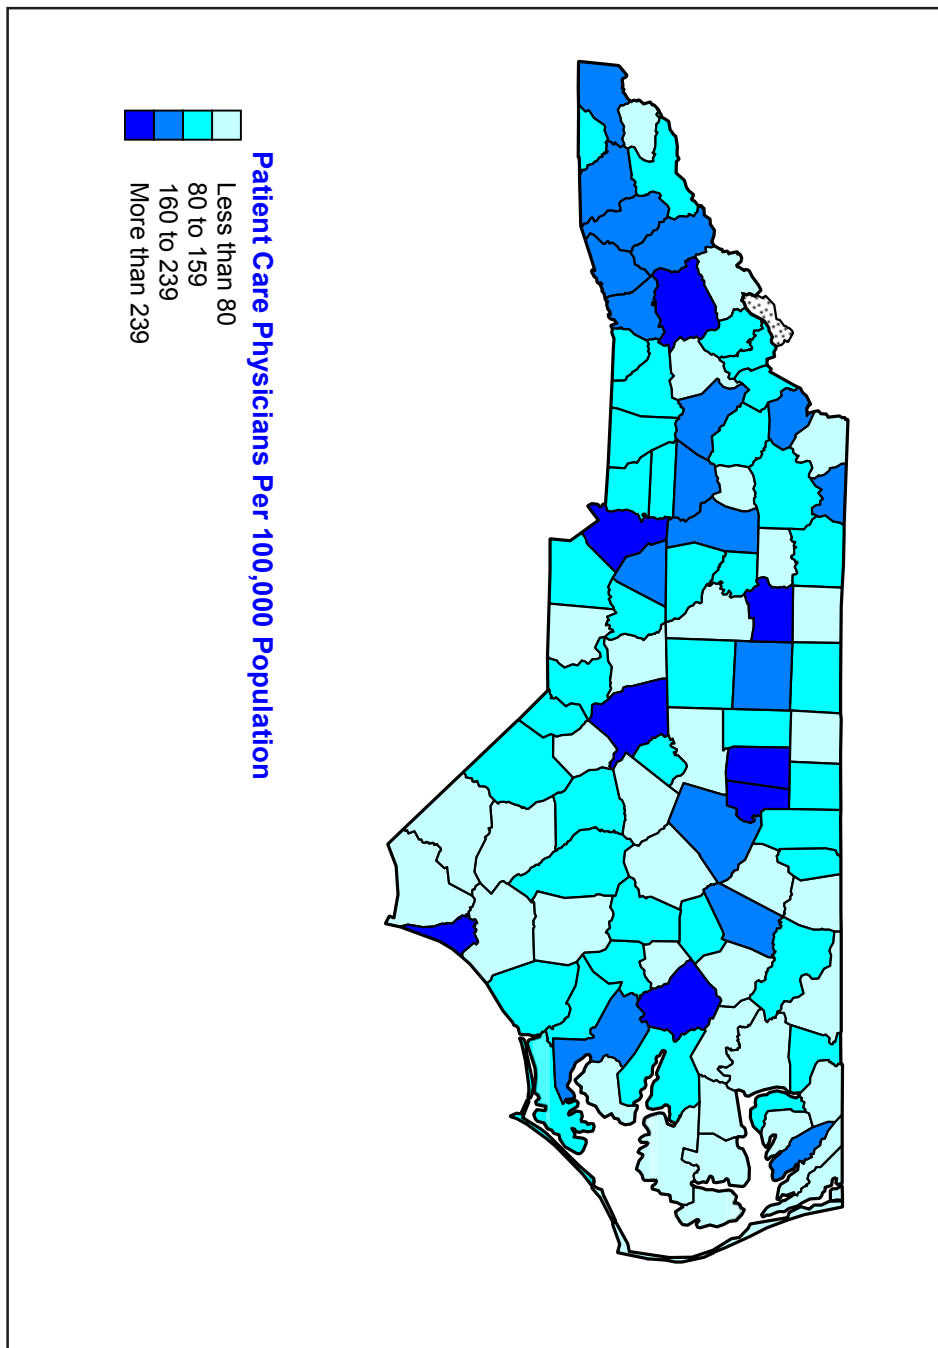 Patient Care Physicians Per 100,000 Population
Less than 80
80 to 159
160 to 239
More than 239